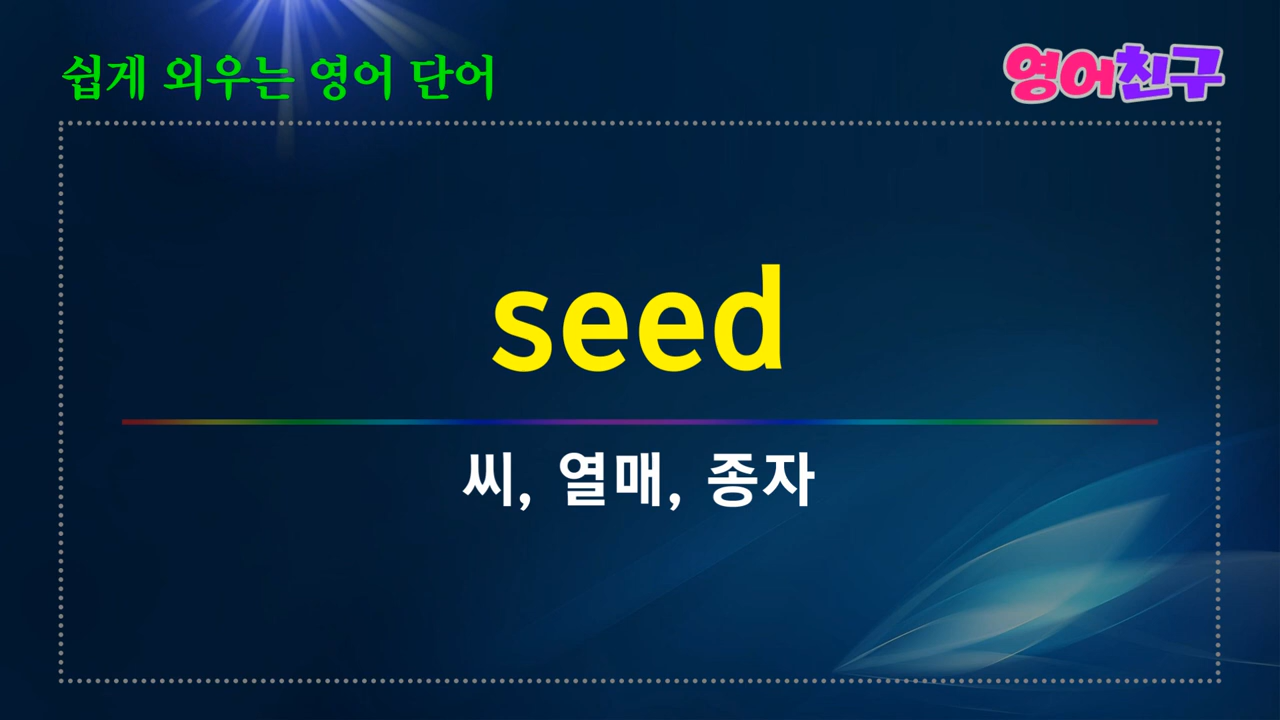 쉽게 외우는 영어 단어
영어친구
seed
씨, 열매, 종자